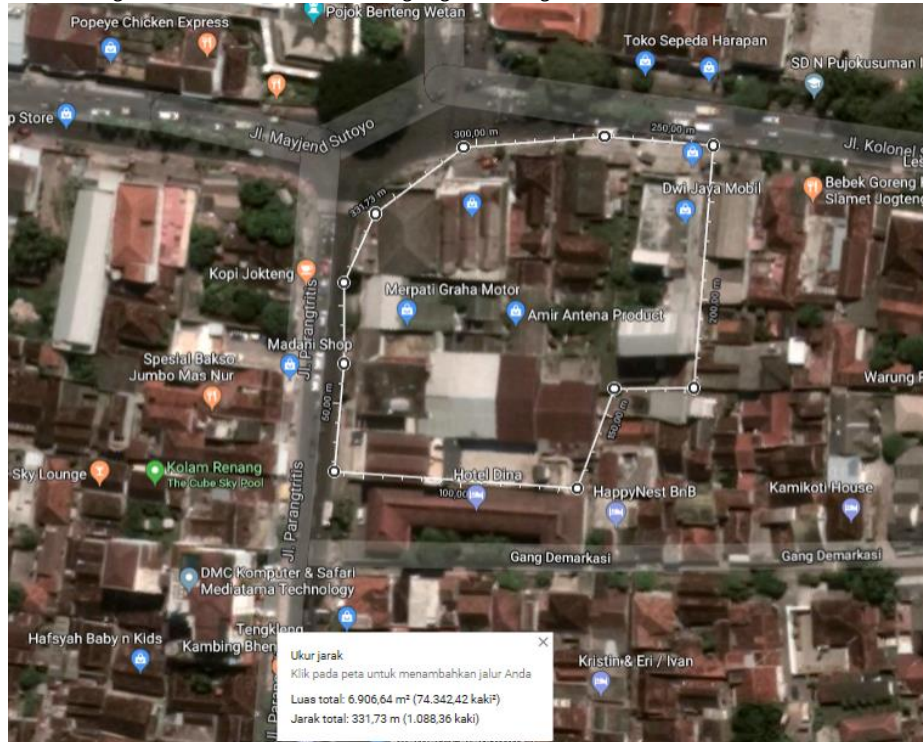 Pojok Benteng Wetan
Popeye Chicken Express
Toko Sepeda Harapan
SD N Pujokusuman
p Store
Jl. Mayjend Sutoyo
300,00 m
250,00 m
Jl. Kolonel S
Les
Dwi Jaya Mobil
Bebek Goreng
Slamet Jogteng
331,73 m
Kopi Jokteng
Merpati Graha Motor
Amir Antena Product
200,00 m
Madani Shop
Jl. Parangtritis
Spesial Bakso
Jumbo Mas Nur
Warung
50,00 m
150,00 m
Sky Lounge
Kolam Renang
The Cube Sky Pool
Hotel Dina
100,00
HappyNest BnB
Kamikoti House
Jl. Parangtritis
Gang Demarkasi
Gang Demarkasi
DMC Komputer & Safari
Mediatama Technology
Hafsyah Baby n Kids
Tengkleng
Kambing Bhen
Jl. Para
Kristin & Eri / Ivan
Ukur jarak
Klik pada peta untuk menambahkan jalur Anda
Luas total: 6.906,64 m² (74.342,42 kaki²)
Jarak total: 331,73 m (1.088,36 kaki)